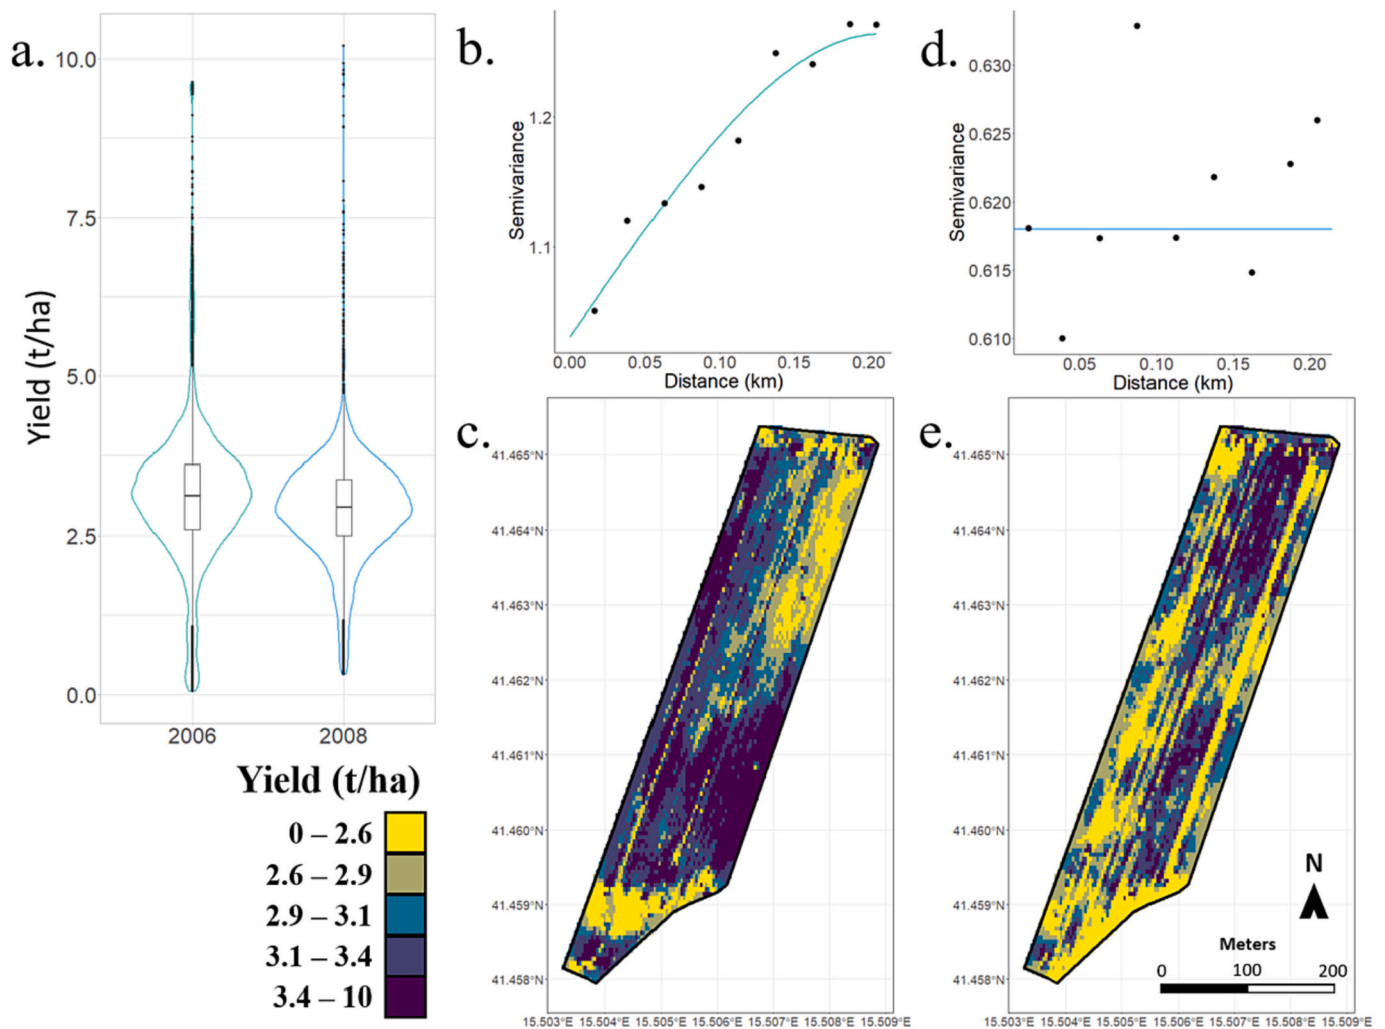 a.
10.0
7.5
5.0
2.5
0.0
Yield (t/ha)
2006
2008
b.
1.2
1.1
Semivariance
0.00
0.05
0.10
0.15
0.20
Distance (km)
d.
0.630
0.625
0.620
0.615
0.610
Semivariance
0.05
0.10
0.15
0.20
Distance (km)
Yield (t/ha)
0 – 2.6
2.6 – 2.9
2.9 – 3.1
3.1 – 3.4
3.4 – 10
c.
41.465°N
41.464°N
41.463°N
41.462°N
41.461°N
41.460°N
41.459°N
41.458°N
15.503°E 15.504°E 15.505°E 15.506°E 15.507°E 15.508°E 15.509°E
e.
41.465°N
41.464°N
41.463°N
41.462°N
41.461°N
41.460°N
41.459°N
41.458°N
N
Meters
0 100 200
15.503°E 15.504°E 15.505°E 15.506°E 15.507°E 15.508°E 15.509°E